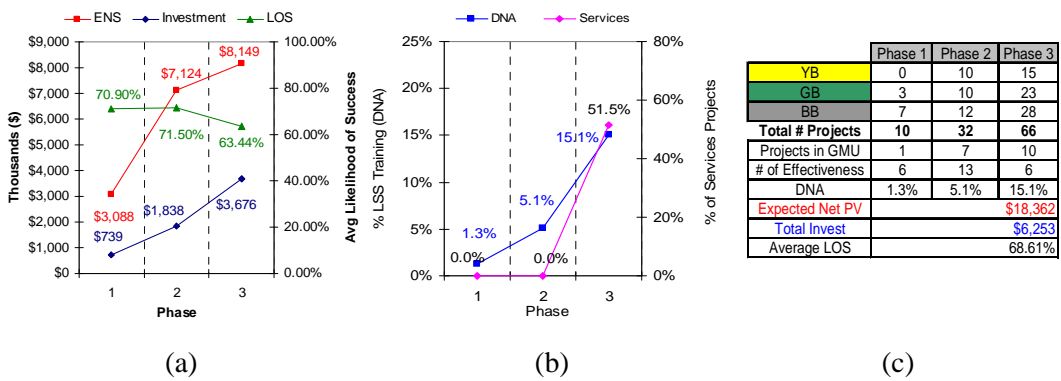 ENS Investment LOS
$9,000
$8,000
$7,000
$6,000
$5,000
$4,000
$3,000
$2,000
$1,000
$0
Thousands ($)
100.00%
80.00%
60.00%
40.00%
20.00%
0.00%
Avg Likelihood of Success
$8,149
$7,124
70.90%
71.50%
63.44%
$3,088
$1,838
$3,676
$739
1 2 3
Phase
(a)
DNA Services
25%
20%
15%
10%
5%
0%
% LSS Training (DNA)
80%
60%
40%
20%
0%
% of Services Projects
51.5%
15.1%
5.1%
1.3%
0.0%
0.0%
1 2 3
Phase
(b)
Phase 1 Phase 2 Phase 3
YB 0 10 15
GB 3 10 23
BB 7 12 28
Total # Projects 10 32 66
Projects in GMU 1 7 10
# of Effectiveness 6 13 6
DNA 1.3% 5.1% 15.1%
Expected Net PV $18,362
Total Invest $6,253
Average LOS 68.61%
(c)